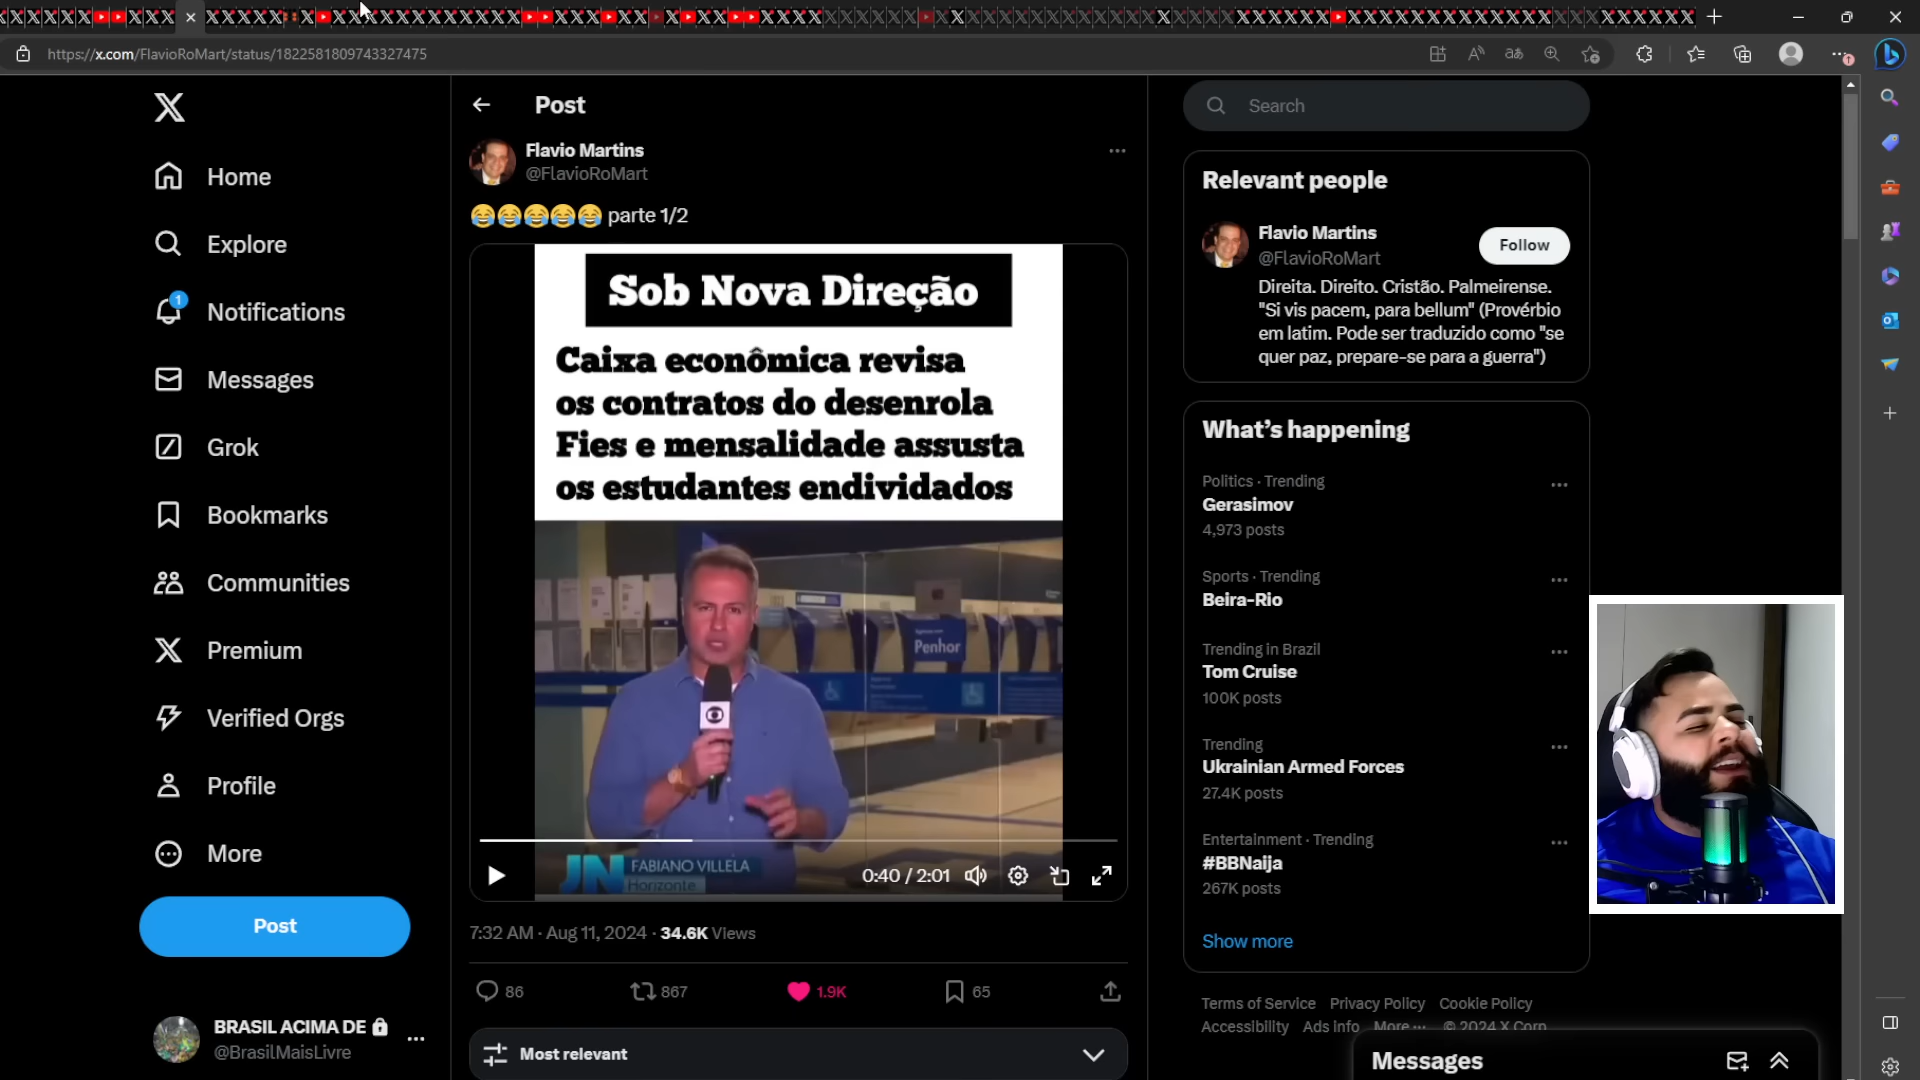 https://x.com/FlavioRoMart/status/1822581809743327475
Home
Explore
1
Notifications
Messages
Grok
Bookmarks
Communities
Premium
Verified Orgs
Profile
More
Post
BRASIL ACIMA DE
@BrasilMaisLivre
Post
Flavio Martins
@FlavioRoMart
😂😂😂😂😂 parte 1/2
Sob Nova Direção
Caixa econômica revisa
os contratos do desenrola
Fies e mensalidade assusta
os estudantes endividados
Penhor
JN FABIANO VILLELA
Horizonte
0:40 / 2:01
7:32 AM · Aug 11, 2024 · 34.6K Views
86 867 1.9K 65
Most relevant
Search
Relevant people
Flavio Martins
@FlavioRoMart
Follow
Direita. Direito. Cristão. Palmeirense.
"Si vis pacem, para bellum" (Provérbio
em latim. Pode ser traduzido como "se
quer paz, prepare-se para a guerra")
What's happening
Politics · Trending
Gerasimov
4,973 posts
Sports · Trending
Beira-Rio
Trending in Brazil
Tom Cruise
100K posts
Trending
Ukrainian Armed Forces
27.4K posts
Entertainment · Trending
#BBNaija
267K posts
Show more
Terms of Service Privacy Policy Cookie Policy
Accessibility Ads info More ··· © 2024 X Corp.
Messages